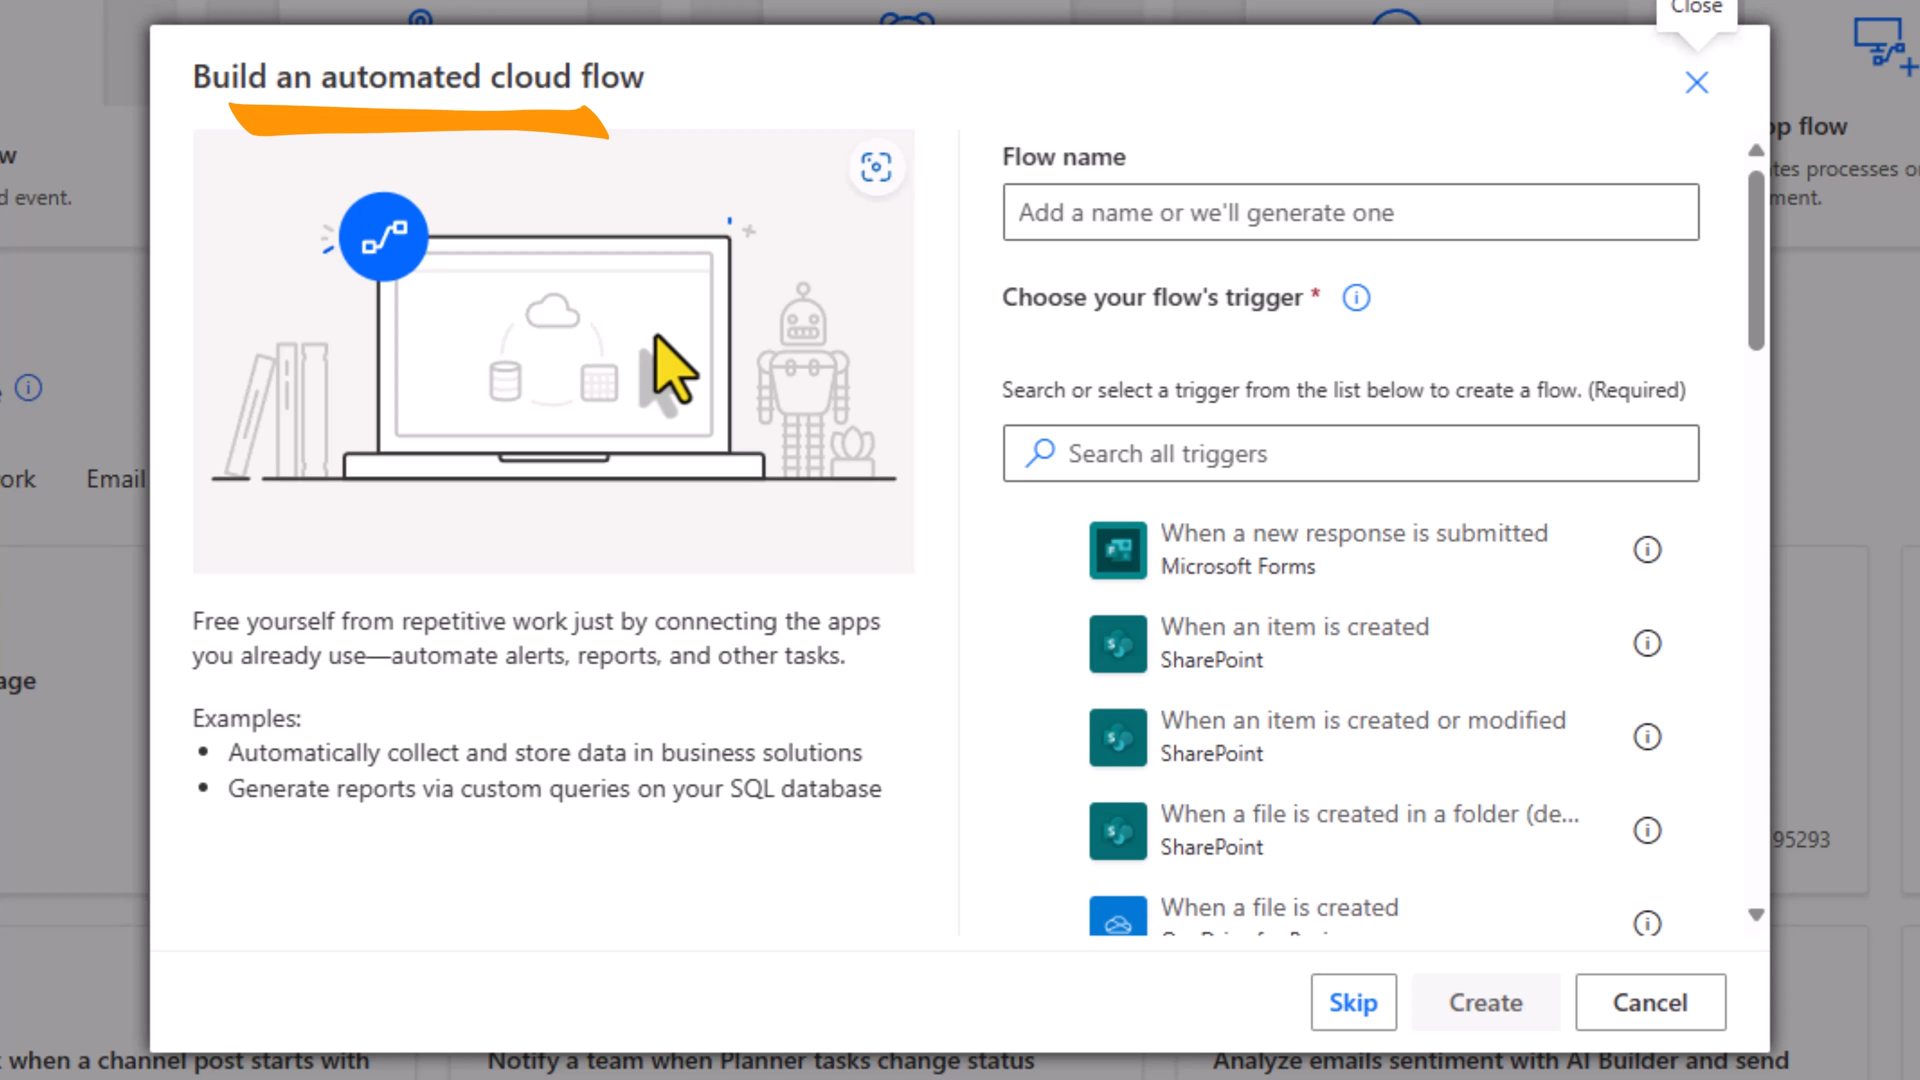 Close
Build an automated cloud flow
op flow
tes processes o
ment.
w
d event.
Flow name
Add a name or we'll generate one
Choose your flow's trigger *
Search or select a trigger from the list below to create a flow. (Required)
Search all triggers
ork
Email
When a new response is submitted
Microsoft Forms
When an item is created
SharePoint
When an item is created or modified
SharePoint
When a file is created in a folder (de...
SharePoint
When a file is created
Free yourself from repetitive work just by connecting the apps
you already use—automate alerts, reports, and other tasks.
age
Examples:
• Automatically collect and store data in business solutions
• Generate reports via custom queries on your SQL database
95293
Skip
Create
Cancel
when a channel post starts with
Notify a team when Planner tasks change status
Analyze emails sentiment with AI Builder and send